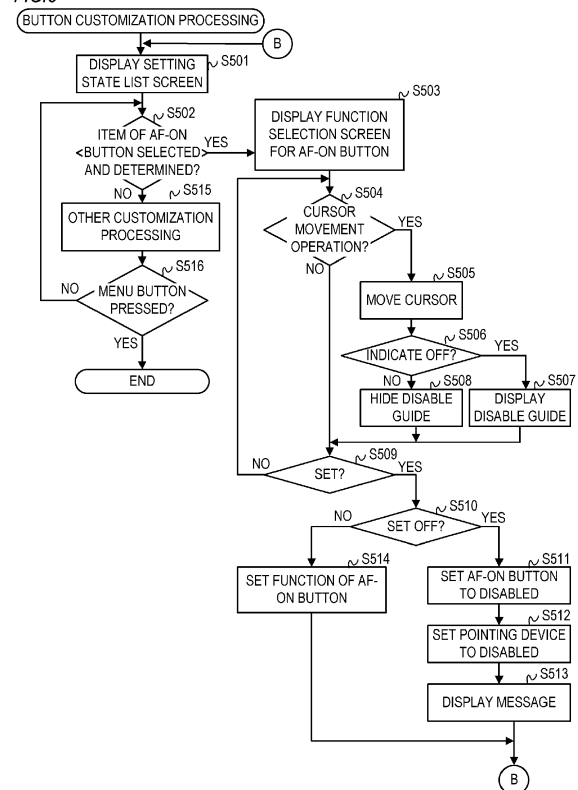 BUTTON CUSTOMIZATION PROCESSING
B
S501
DISPLAY SETTING
STATE LIST SCREEN
S502
ITEM OF AF-ON
BUTTON SELECTED
AND DETERMINED?
YES
NO
S503
DISPLAY FUNCTION
SELECTION SCREEN
FOR AF-ON BUTTON
S515
OTHER CUSTOMIZATION
PROCESSING
S516
MENU BUTTON
PRESSED?
NO
YES
END
S504
CURSOR
MOVEMENT
OPERATION?
YES
NO
S505
MOVE CURSOR
S506
INDICATE OFF?
YES
NO
S508
HIDE DISABLE
GUIDE
S507
DISPLAY
DISABLE GUIDE
S509
SET?
NO
YES
S510
SET OFF?
NO
YES
S514
SET FUNCTION OF AF-
ON BUTTON
S511
SET AF-ON BUTTON
TO DISABLED
S512
SET POINTING DEVICE
TO DISABLED
S513
DISPLAY MESSAGE
B